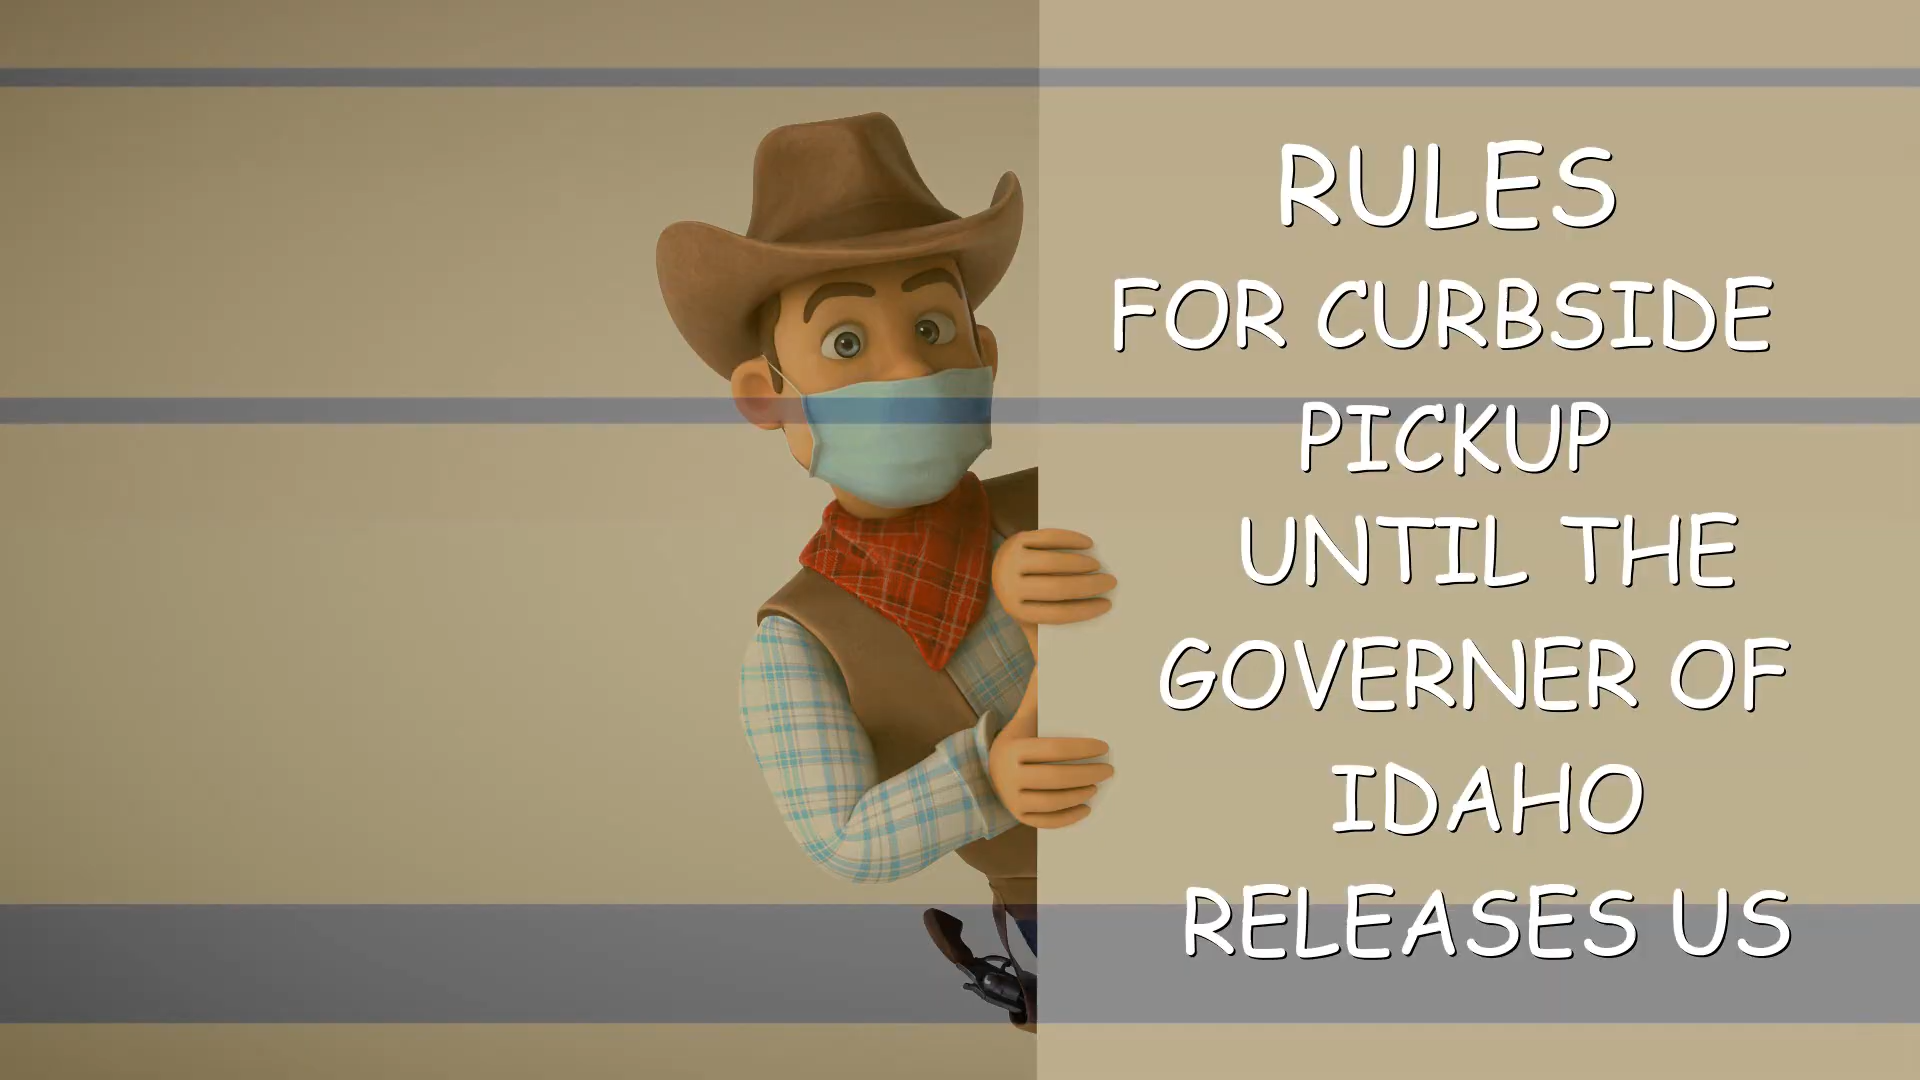 RULES
FOR CURBSIDE
PICKUP
UNTIL THE
GOVERNER OF
IDAHO
RELEASES US